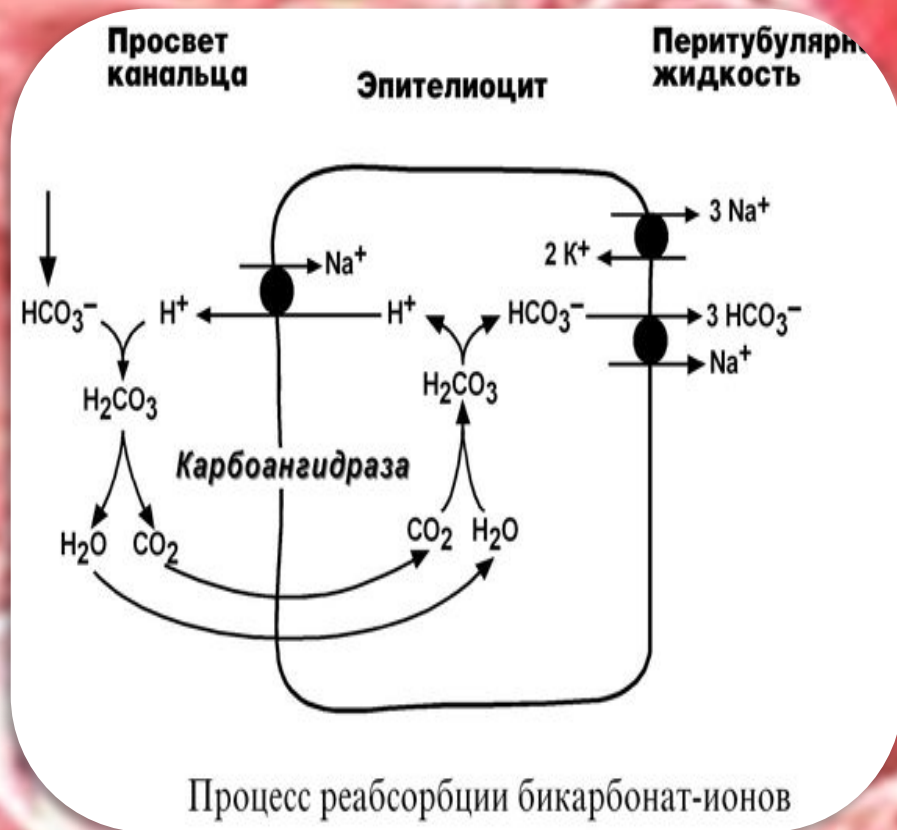 Просвет
канальца
Эпителиоцит
жидкость
3 Na⁺
2 K⁺
Na⁺
HCO₃⁻
H⁺
H⁺
HCO₃⁻
3 HCO₃⁻
Na⁺
H₂CO₃
H₂CO₃
Карбоангидраза
H₂O
CO₂
CO₂
H₂O
Процесс реабсорбции бикарбонат-ионов